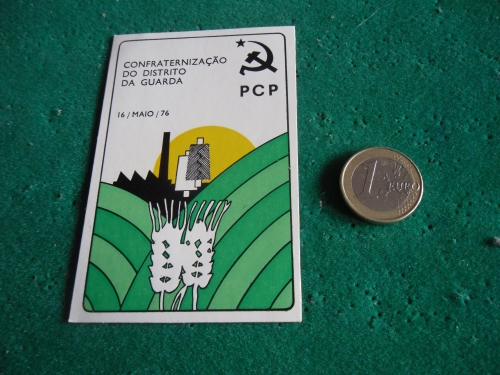 CONFRATERNIZAÇÃO
DO DISTRITO
DA GUARDA
16 / MAIO / 76
PCP
1 EURO